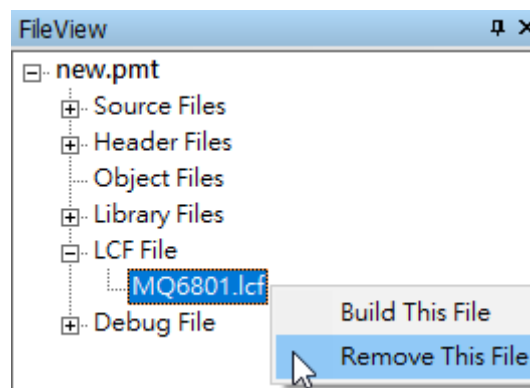 FileView
new.pmt
Source Files
Header Files
Object Files
Library Files
LCF File
MQ6801.lcf
Debug File
Build This File
Remove This File